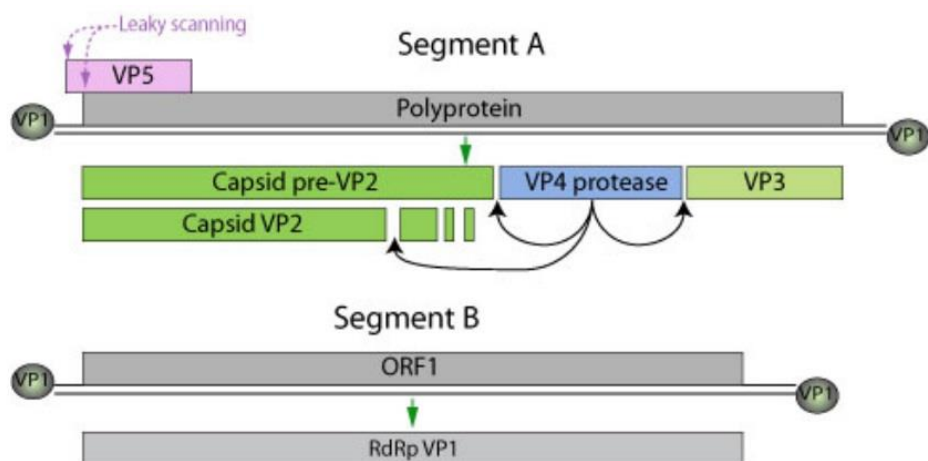 Leaky scanning
Segment A
VP5
Polyprotein
VP1
VP1
Capsid pre-VP2
VP4 protease
VP3
Capsid VP2
Segment B
ORF1
VP1
VP1
RdRp VP1